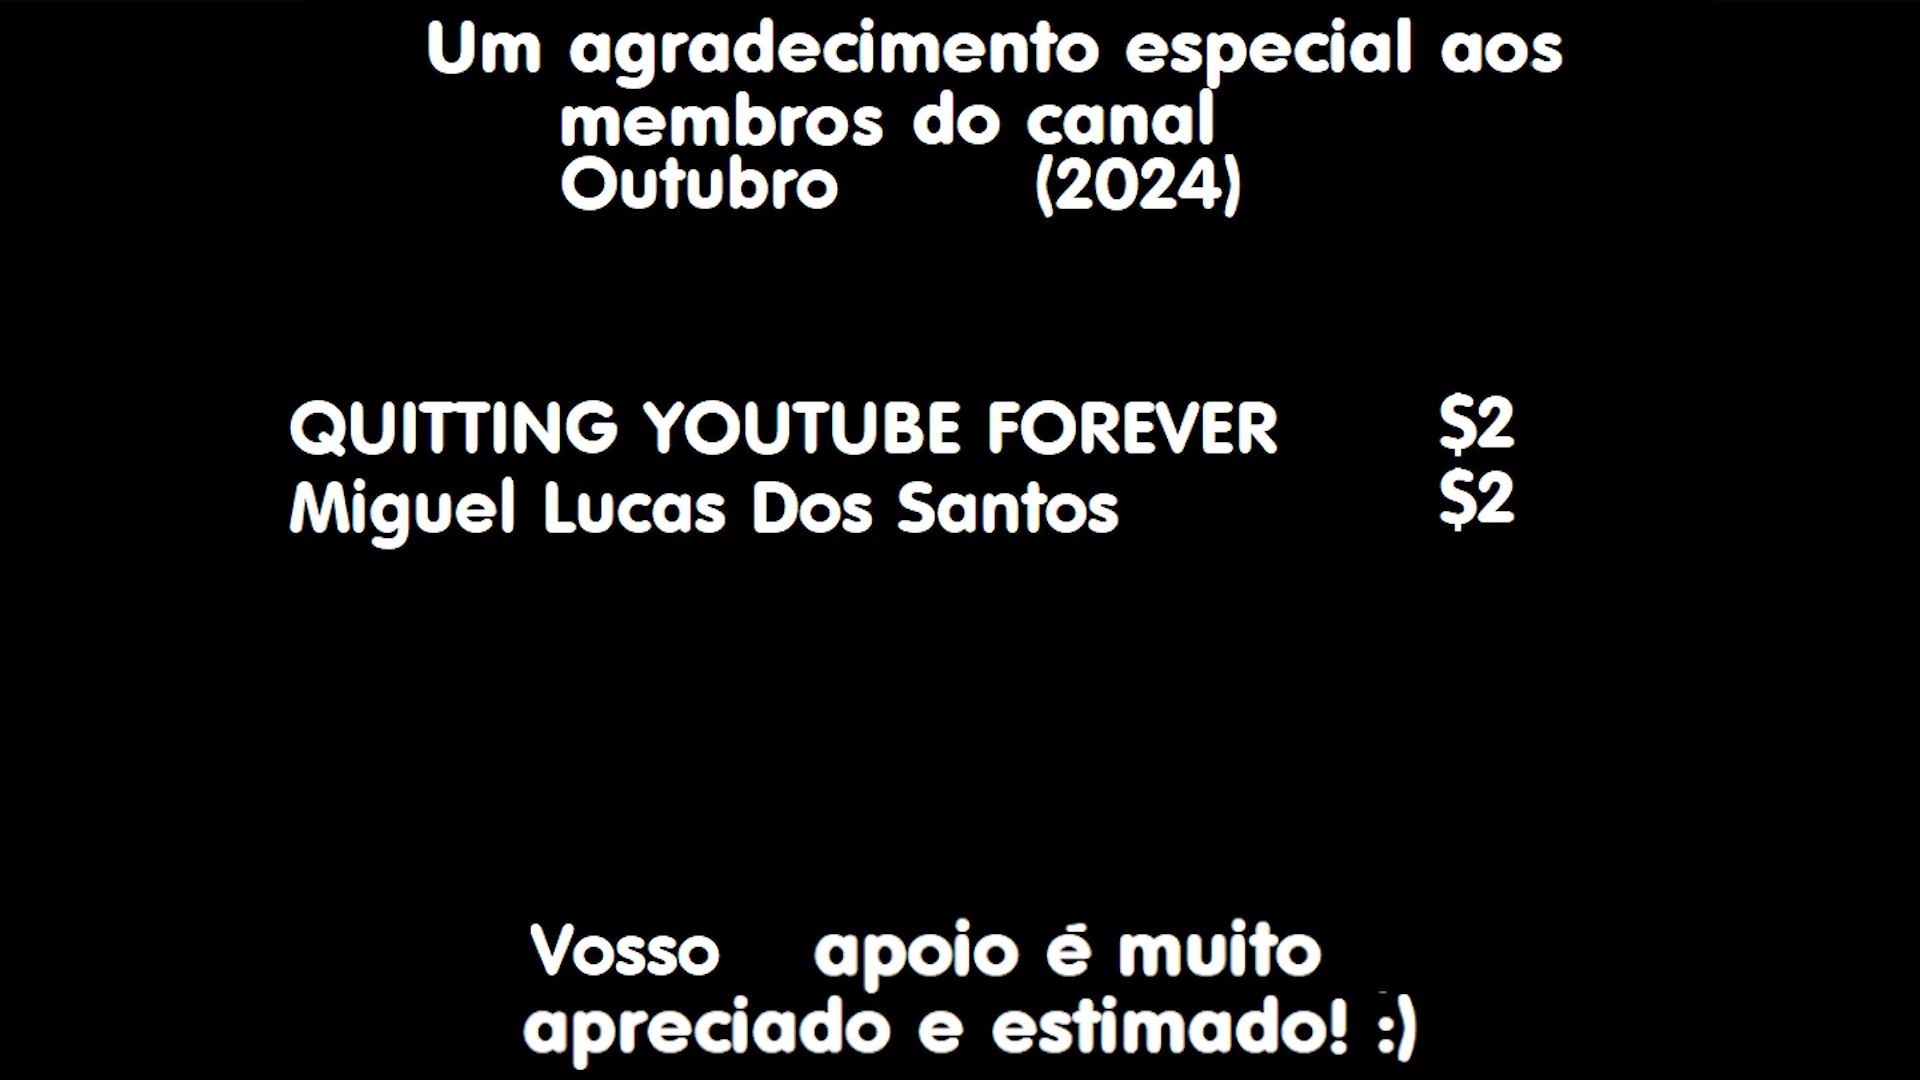 Um agradecimento especial aos
membros do canal
Outubro (2024)
QUITTING YOUTUBE FOREVER $2
Miguel Lucas Dos Santos $2
Vosso apoio é muito
apreciado e estimado! :)